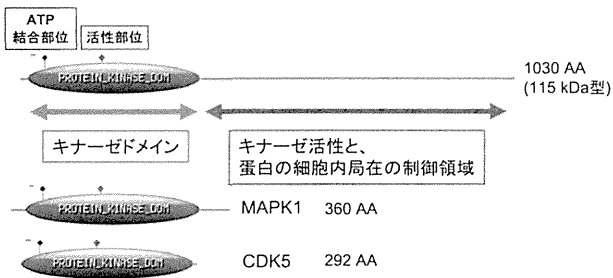 ATP
結合部位
活性部位
PROTEIN_KINASE_DOM
1030 AA
(115 kDa型)
キナーゼドメイン
キナーゼ活性と、
蛋白の細胞内局在の制御領域
PROTEIN_KINASE_DOM
MAPK1 360 AA
PROTEIN_KINASE_DOM
CDK5 292 AA